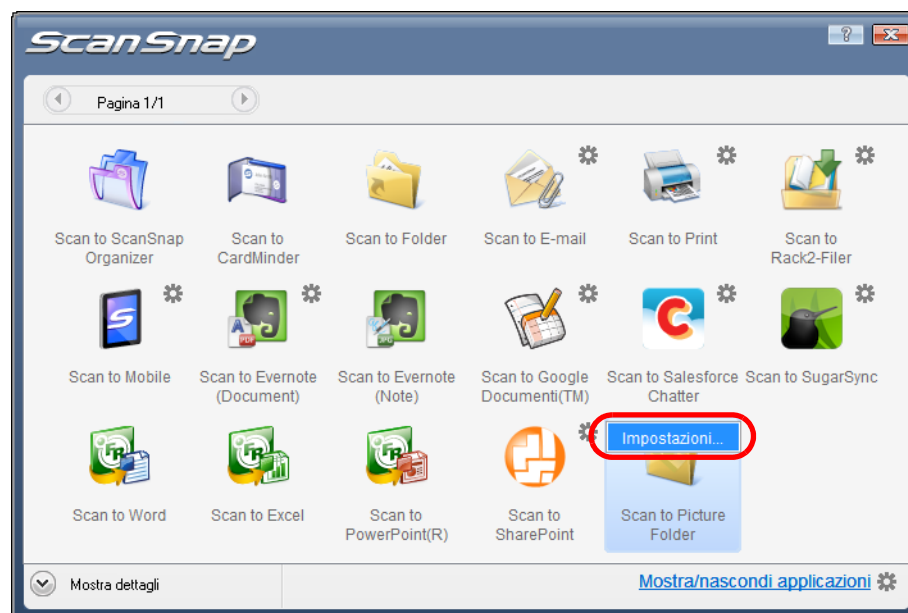 ScanSnap
Pagina 1/1
Scan to ScanSnap
Organizer
Scan to
CardMinder
Scan to Folder
Scan to E-mail
Scan to Print
Scan to
Rack2-Filer
Scan to Mobile
Scan to Evernote
(Document)
Scan to Evernote
(Note)
Scan to Google
Documenti(TM)
Scan to Salesforce
Chatter
Scan to SugarSync
Impostazioni...
Scan to Word
Scan to Excel
Scan to
PowerPoint(R)
Scan to
SharePoint
Scan to Picture
Folder
Mostra dettagli
Mostra/nascondi applicazioni